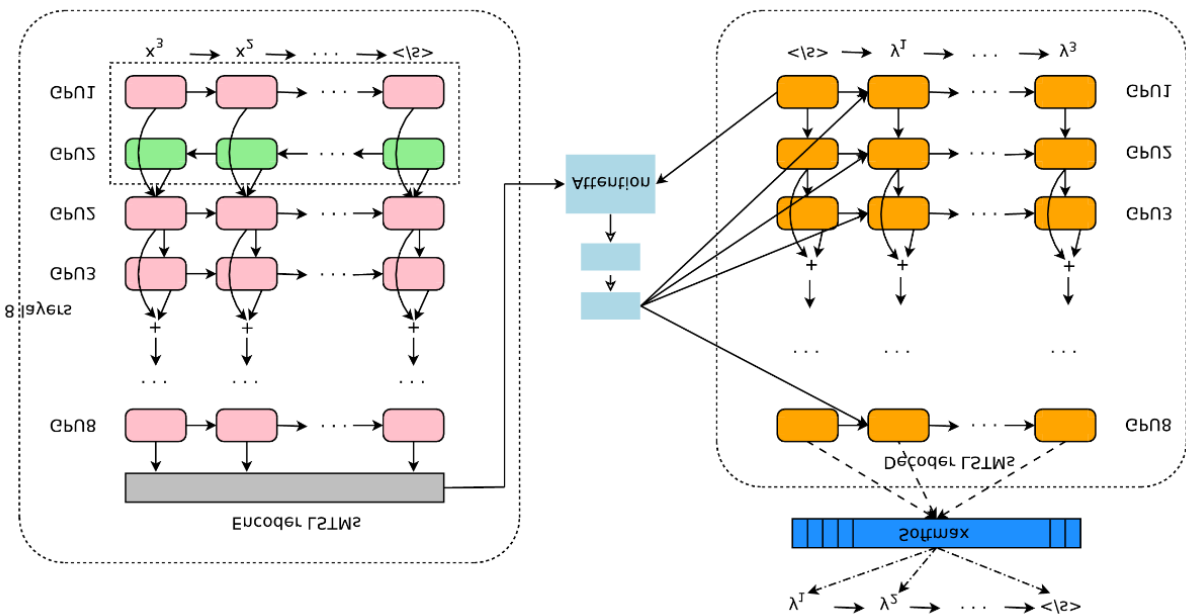 x3 x2 ... </s>
GPU1
GPU2
GPU2
GPU3
8 layers
+ + +
... ... ...
GPU8
Encoder LSTMs
Attention
</s> y1 ... y3
GPU1
GPU2
GPU3
+ + +
... ... ...
GPU8
Decoder LSTMs
Softmax
y1 y2 ... </s>